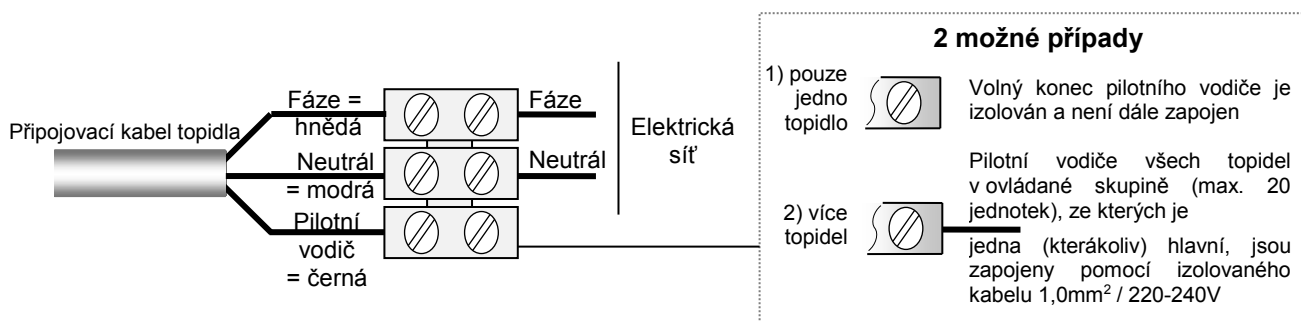 Připojovací kabel topidla
Fáze =
hnědá
Neutrál
= modrá
Pilotní
vodič
= černá
Fáze
Neutrál
Elektrická
síť
2 možné případy
1) pouze
jedno
topidlo
Volný konec pilotního vodiče je
izolován a není dále zapojen
2) více
topidel
Pilotní vodiče všech topidel
v ovládané skupině (max. 20
jednotek), ze kterých je
jedna (kterákoliv) hlavní, jsou
zapojeny pomocí izolovaného
kabelu 1,0mm² / 220-240V